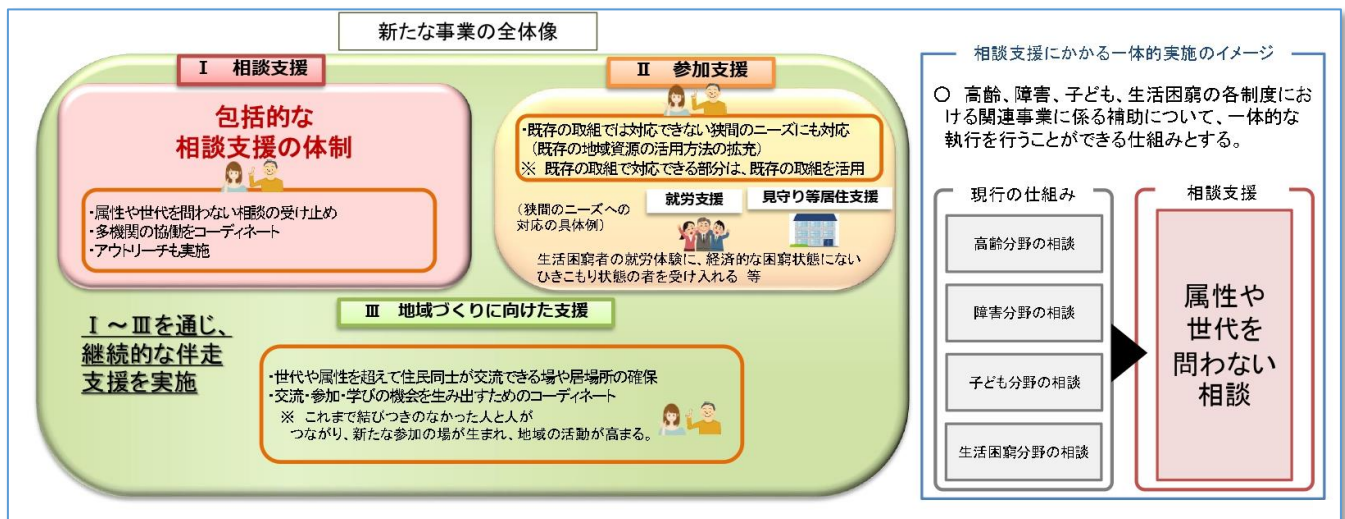 新たな事業の全体像
Ⅰ 相談支援
包括的な
相談支援の体制
・属性や世代を問わない相談の受け止め
・多機関の協働をコーディネート
・アウトリーチも実施
Ⅱ 参加支援
・既存の取組では対応できない狭間のニーズにも対応
（既存の地域資源の活用方法の拡充）
※ 既存の取組で対応できる部分は、既存の取組を活用
（狭間のニーズへの
対応の具体例）
就労支援
見守り等居住支援
生活困窮者の就労体験に、経済的な困窮状態にない
ひきこもり状態の者を受け入れる 等
Ⅲ 地域づくりに向けた支援
Ⅰ～Ⅲを通じ、
継続的な伴走
支援を実施
・世代や属性を超えて住民同士が交流できる場や居場所の確保
・交流・参加・学びの機会を生み出すためのコーディネート
※ これまで結びつきのなかった人と人が
つながり、新たな参加の場が生まれ、地域の活動が高まる。
相談支援にかかる一体的実施のイメージ
○ 高齢、障害、子ども、生活困窮の各制度にお
ける関連事業に係る補助について、一体的な
執行を行うことができる仕組みとする。
現行の仕組み
高齢分野の相談
障害分野の相談
子ども分野の相談
生活困窮分野の相談
相談支援
属性や
世代を
問わない
相談